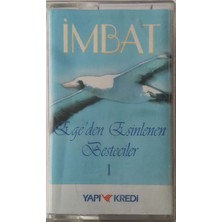 İMBAT
Ege'den Esinlenen
Besteciler
1
YAPI KREDİ